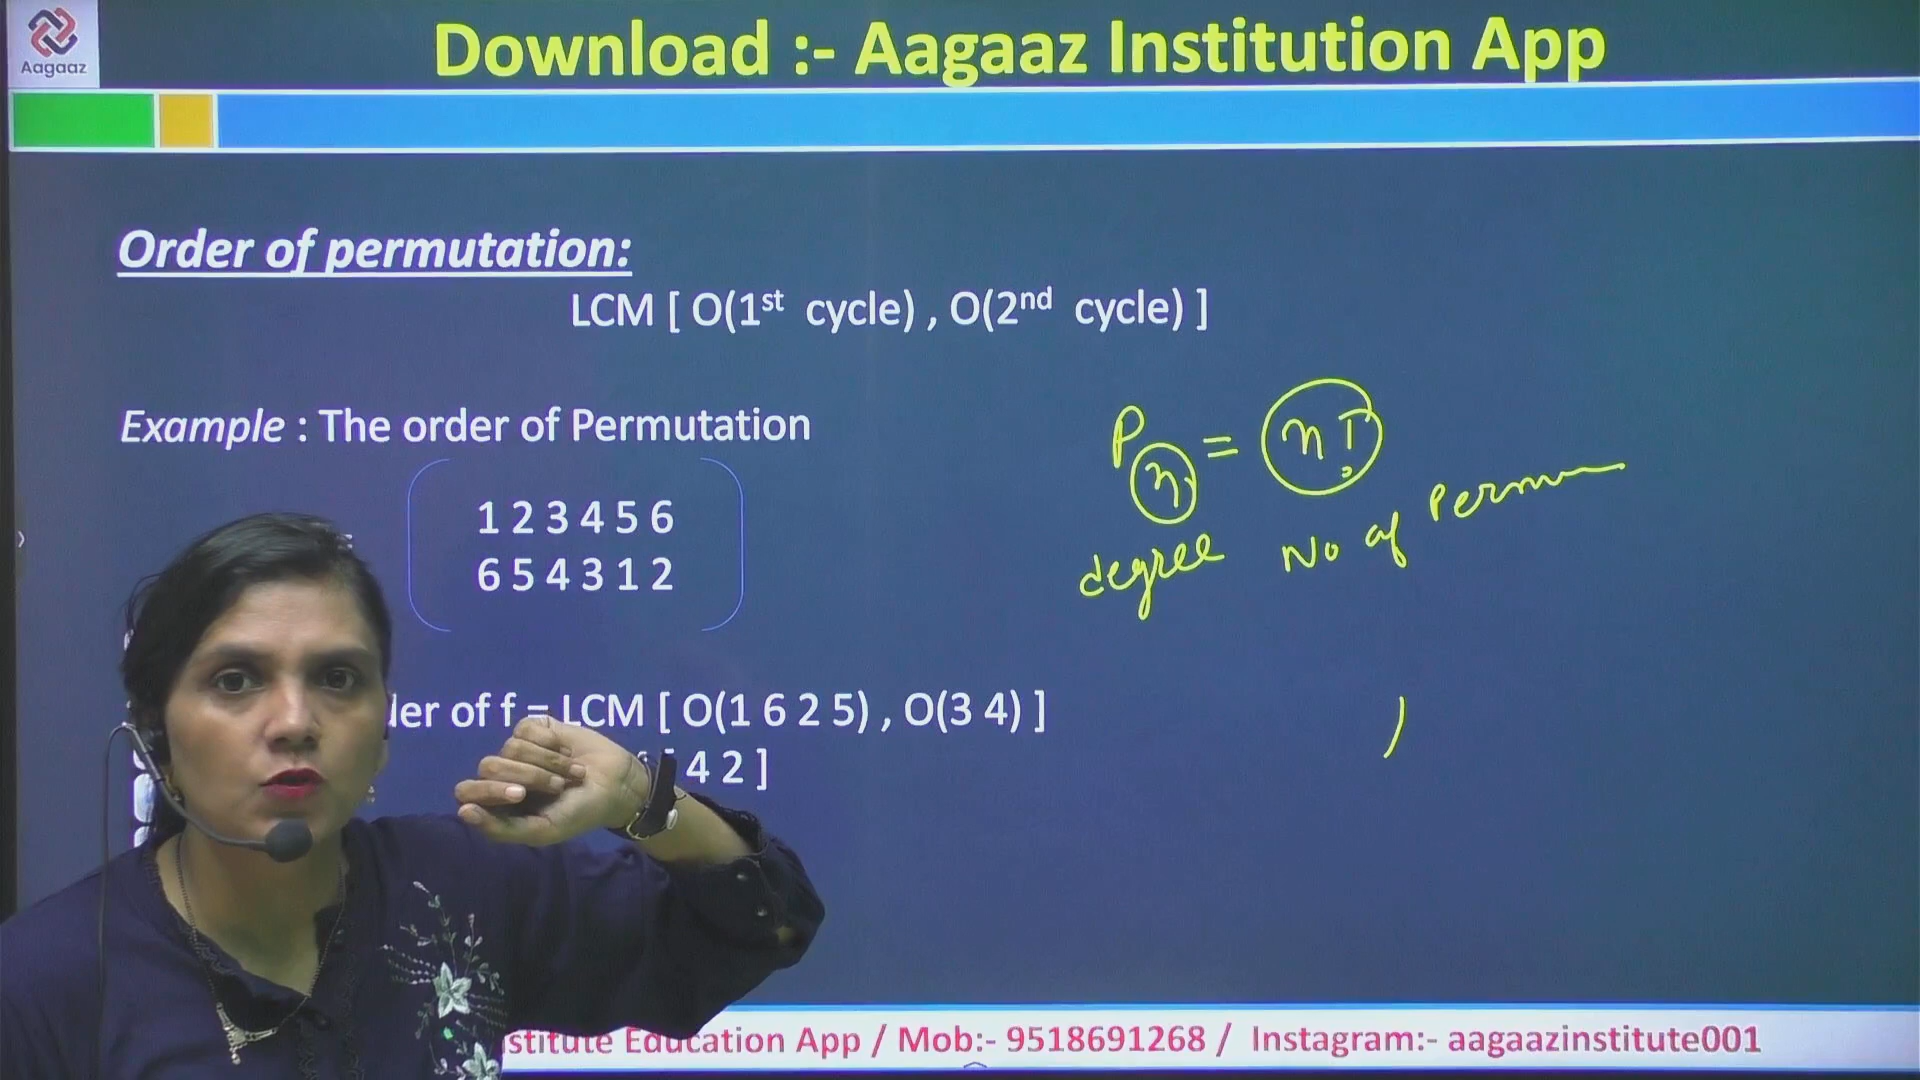 Aagaaz
Download :- Aagaaz Institution App
Order of permutation:
LCM [ O(1st cycle) , O(2nd cycle) ]
Example : The order of Permutation
1 2 3 4 5 6
6 5 4 3 1 2
P n = n!
degree No of Permu
of f = LCM [ O(1 6 2 5) , O(3 4) ]
4 2 ]
Education App / Mob:- 9518691268 / Instagram:- aagaazinstitute001